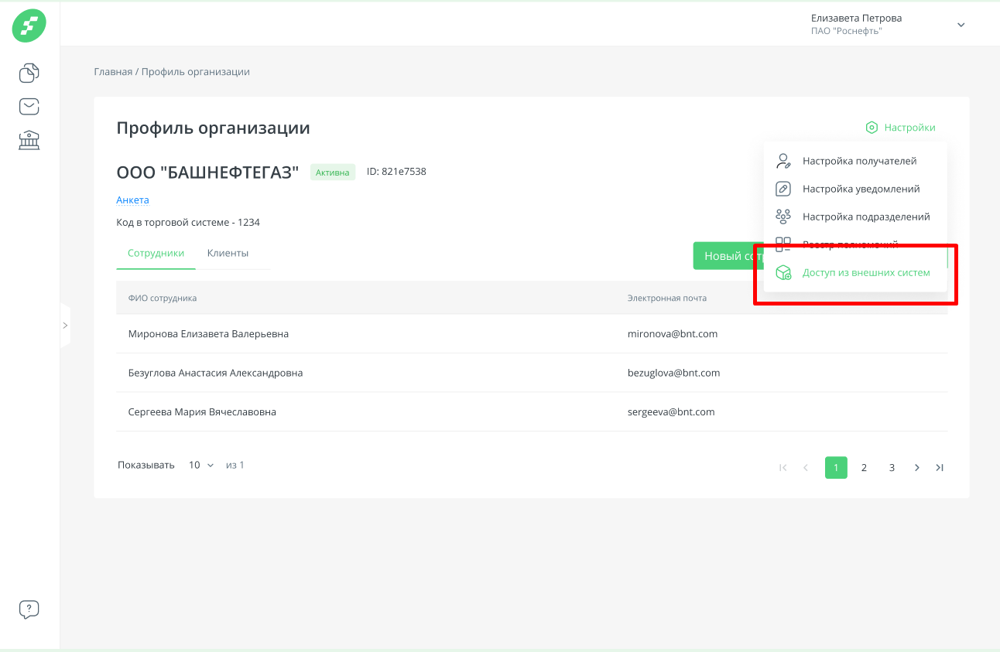 Елизавета Петрова
ПАО "Роснефть"
Главная / Профиль организации
Профиль организации
Настройки
ООО "БАШНЕФТЕГАЗ" Активна ID: 821e7538
Настройка получателей
Настройка уведомлений
Анкета
Настройка подразделений
Код в торговой системе - 1234
Реестр полномочий
Сотрудники Клиенты
Новый сотр
Доступ из внешних систем
ФИО сотрудника Электронная почта
Миронова Елизавета Валерьевна mironova@bnt.com
Безуглова Анастасия Александровна bezuglova@bnt.com
Сергеева Мария Вячеславовна sergeeva@bnt.com
Показывать 10 из 1
1 2 3